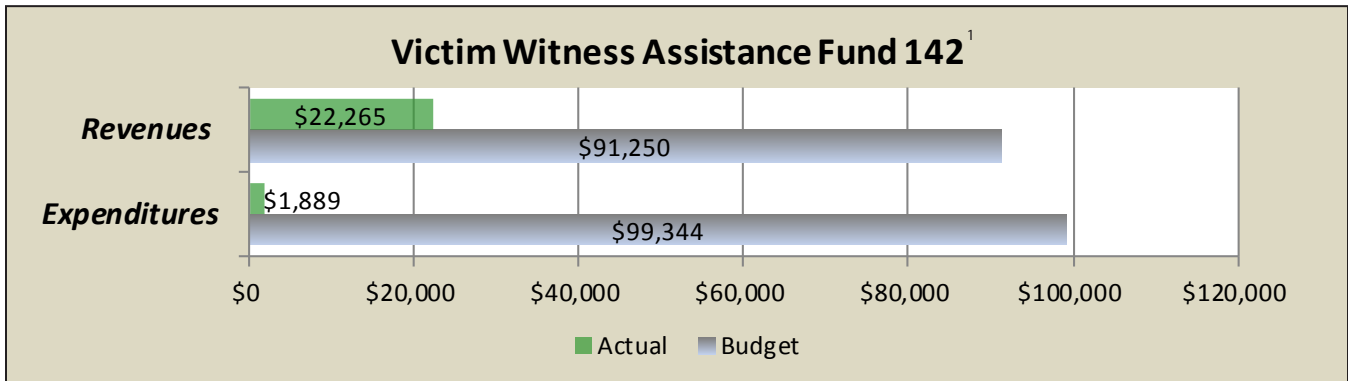 Victim Witness Assistance Fund 142¹
Revenues
$22,265
$91,250
Expenditures
$1,889
$99,344
$0 $20,000 $40,000 $60,000 $80,000 $100,000 $120,000
Actual Budget